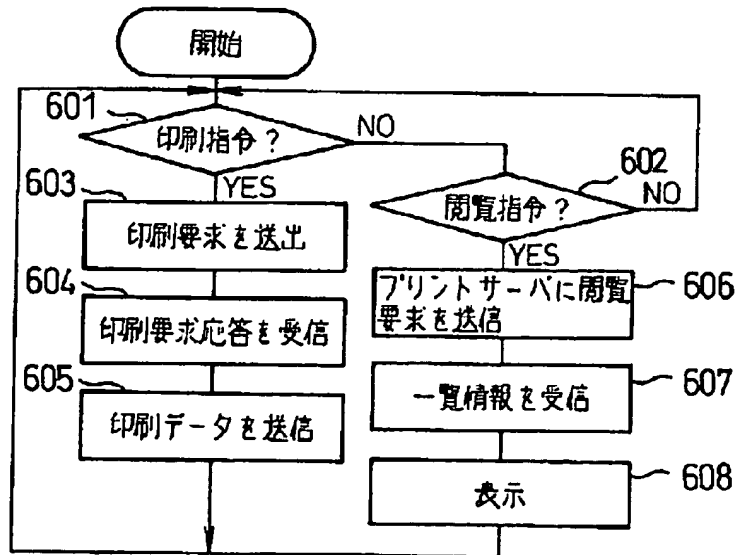 開始
601
印刷指令?
NO
602
YES
閲覧指令?
NO
603
印刷要求を送出
YES
プリントサーバに閲覧
要求を送信
606
604
印刷要求応答を受信
605
一覧情報を受信
607
印刷データを送信
表示
608